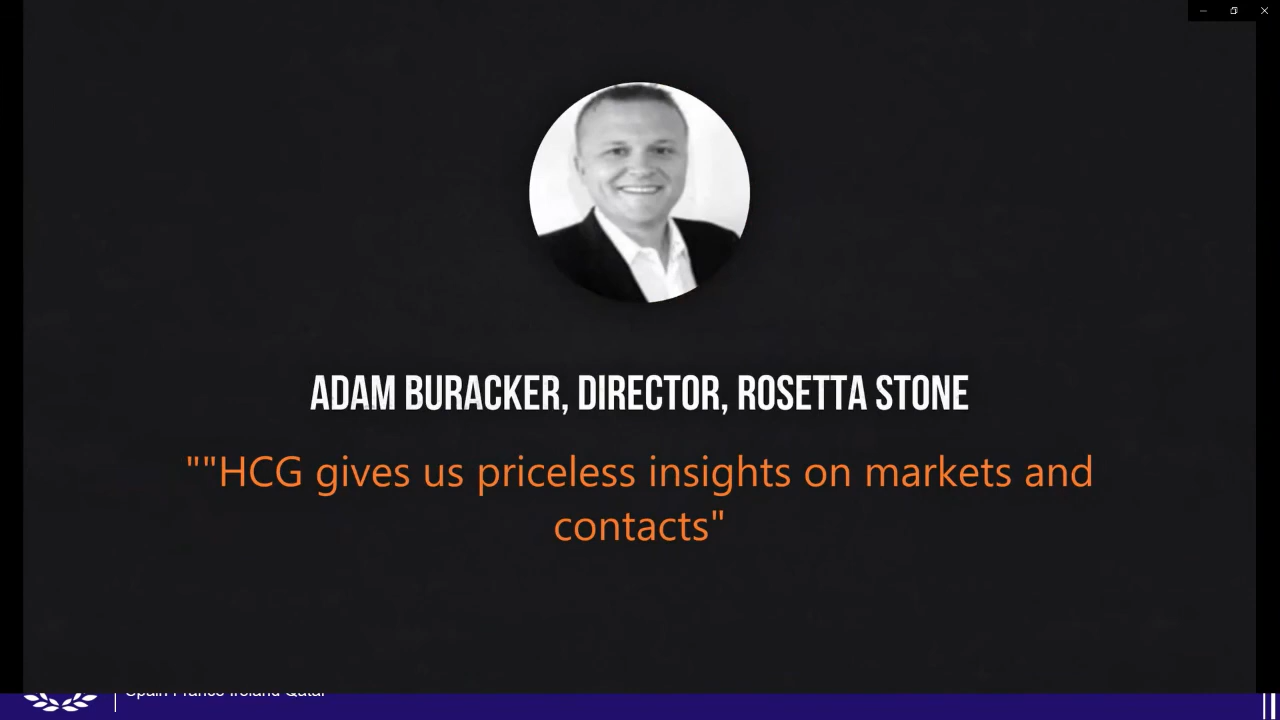 ADAM BURACKER, DIRECTOR, ROSETTA STONE
""HCG gives us priceless insights on markets and
contacts"
Spain France Ireland Qatar